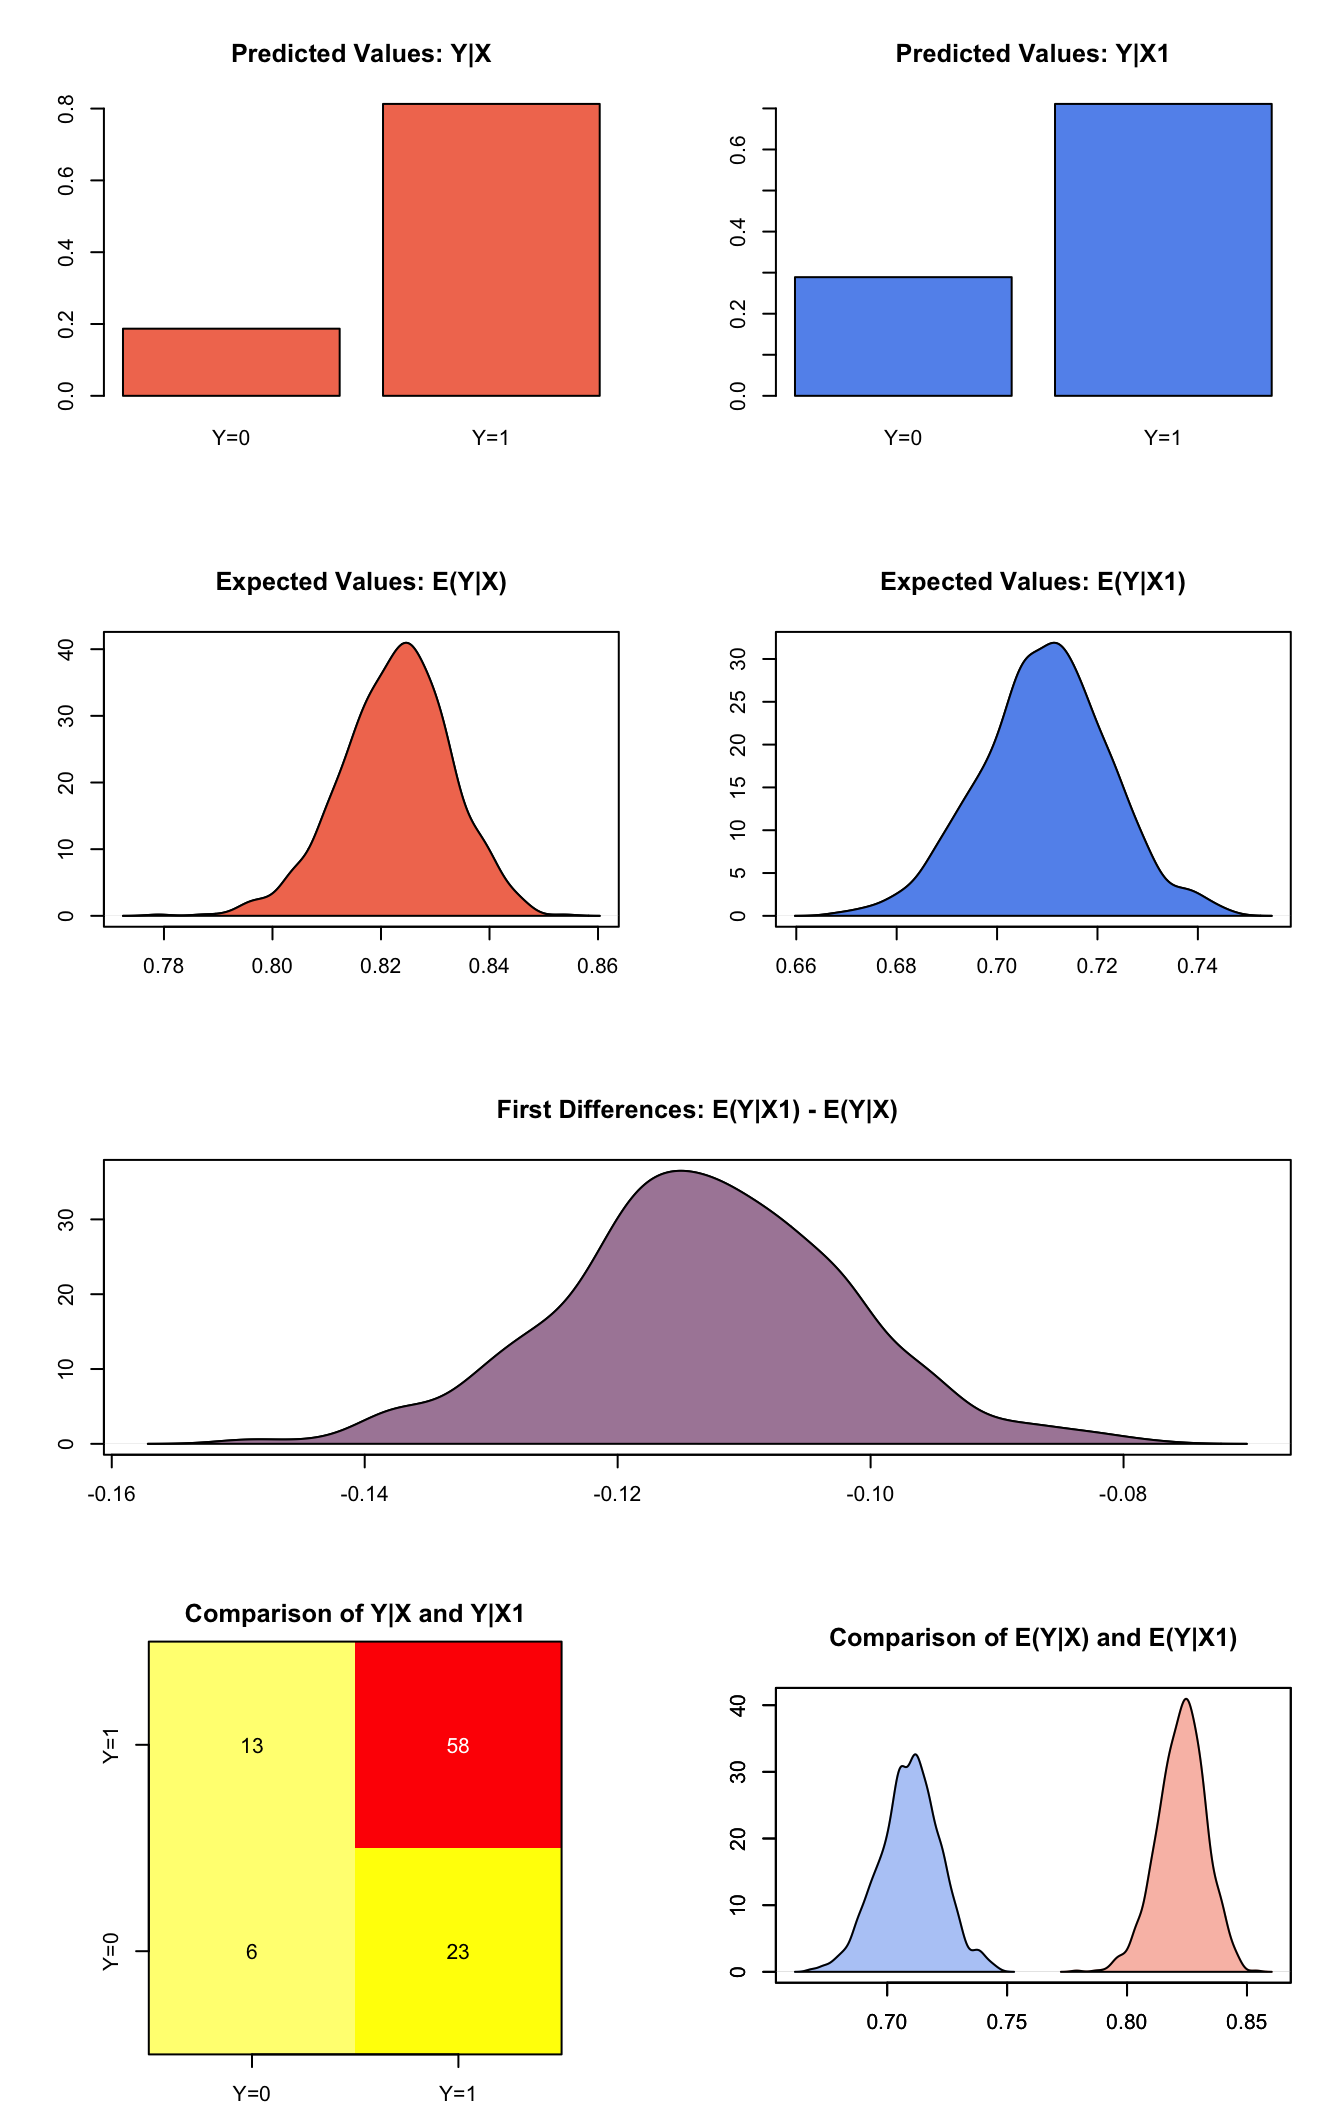 Predicted Values: Y|X
0.0 0.2 0.4 0.6 0.8
Y=0 Y=1
Predicted Values: Y|X1
0.0 0.2 0.4 0.6
Y=0 Y=1
Expected Values: E(Y|X)
0 10 20 30 40
0.78 0.80 0.82 0.84 0.86
Expected Values: E(Y|X1)
0 5 10 15 20 25 30
0.66 0.68 0.70 0.72 0.74
First Differences: E(Y|X1) - E(Y|X)
0 10 20 30
-0.16 -0.14 -0.12 -0.10 -0.08
Comparison of Y|X and Y|X1
Y=1 13 58
Y=0 6 23
Y=0 Y=1
Comparison of E(Y|X) and E(Y|X1)
0 10 20 30 40
0.70 0.75 0.80 0.85